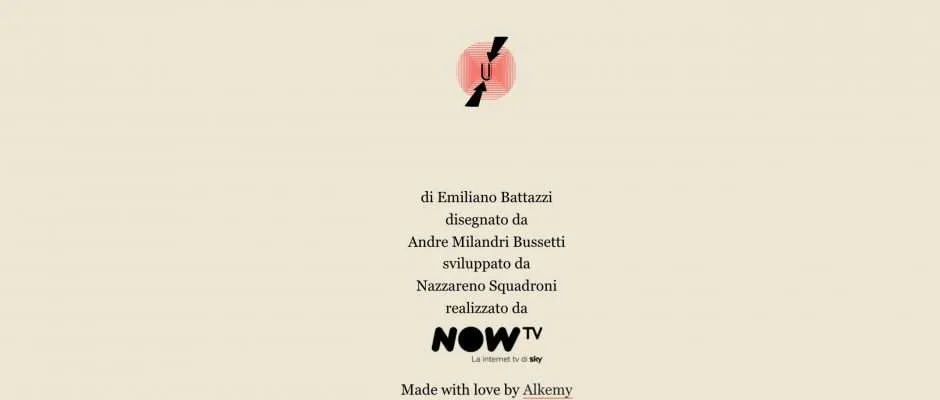 U
di Emiliano Battazzi
disegnato da
Andre Milandri Bussetti
sviluppato da
Nazzareno Squadroni
realizzato da
NOW TV
La internet tv di sky
Made with love by Alkemy